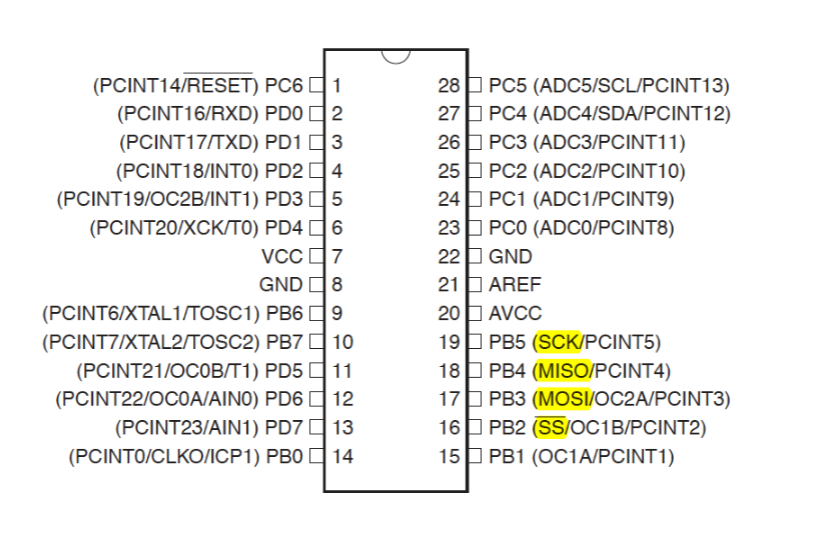 (PCINT14/RESET) PC6 1 28 PC5 (ADC5/SCL/PCINT13)
(PCINT16/RXD) PD0 2 27 PC4 (ADC4/SDA/PCINT12)
(PCINT17/TXD) PD1 3 26 PC3 (ADC3/PCINT11)
(PCINT18/INT0) PD2 4 25 PC2 (ADC2/PCINT10)
(PCINT19/OC2B/INT1) PD3 5 24 PC1 (ADC1/PCINT9)
(PCINT20/XCK/T0) PD4 6 23 PC0 (ADC0/PCINT8)
VCC 7 22 GND
GND 8 21 AREF
(PCINT6/XTAL1/TOSC1) PB6 9 20 AVCC
(PCINT7/XTAL2/TOSC2) PB7 10 19 PB5 (SCK/PCINT5)
(PCINT21/OC0B/T1) PD5 11 18 PB4 (MISO/PCINT4)
(PCINT22/OC0A/AIN0) PD6 12 17 PB3 (MOSI/OC2A/PCINT3)
(PCINT23/AIN1) PD7 13 16 PB2 (SS/OC1B/PCINT2)
(PCINT0/CLKO/ICP1) PB0 14 15 PB1 (OC1A/PCINT1)